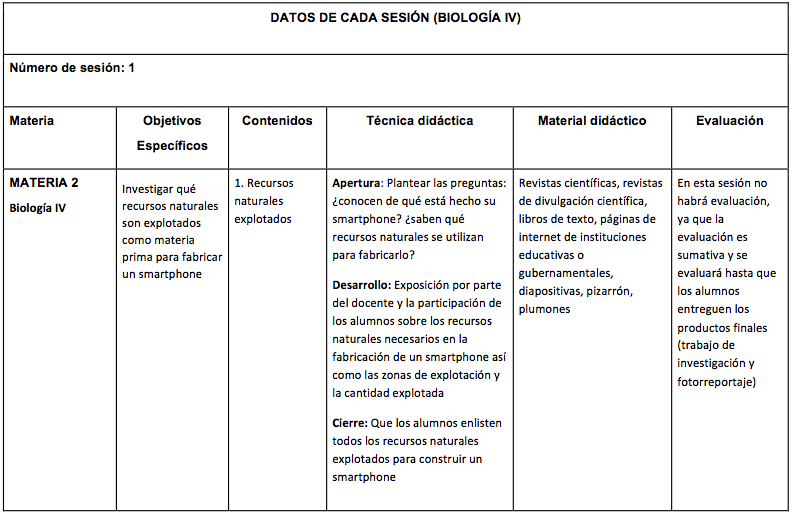 DATOS DE CADA SESIÓN (BIOLOGÍA IV)
Número de sesión: 1
Materia
Objetivos
Específicos
Contenidos
Técnica didáctica
Material didáctico
Evaluación
MATERIA 2
Biología IV
Investigar qué
recursos naturales
son explotados
como materia
prima para fabricar
un smartphone
1. Recursos
naturales
explotados
Apertura: Plantear las preguntas:
¿conocen de qué está hecho su
smartphone? ¿saben qué
recursos naturales se utilizan
para fabricarlo?
Desarrollo: Exposición por parte
del docente y la participación de
los alumnos sobre los recursos
naturales necesarios en la
fabricación de un smartphone así
como las zonas de explotación y
la cantidad explotada
Cierre: Que los alumnos enlisten
todos los recursos naturales
explotados para construir un
smartphone
Revistas científicas, revistas
de divulgación científica,
libros de texto, páginas de
internet de instituciones
educativas o
gubernamentales,
diapositivas, pizarrón,
plumones
En esta sesión no
habrá evaluación,
ya que la
evaluación es
sumativa y se
evaluará hasta que
los alumnos
entreguen los
productos finales
(trabajo de
investigación y
fotorreportaje)